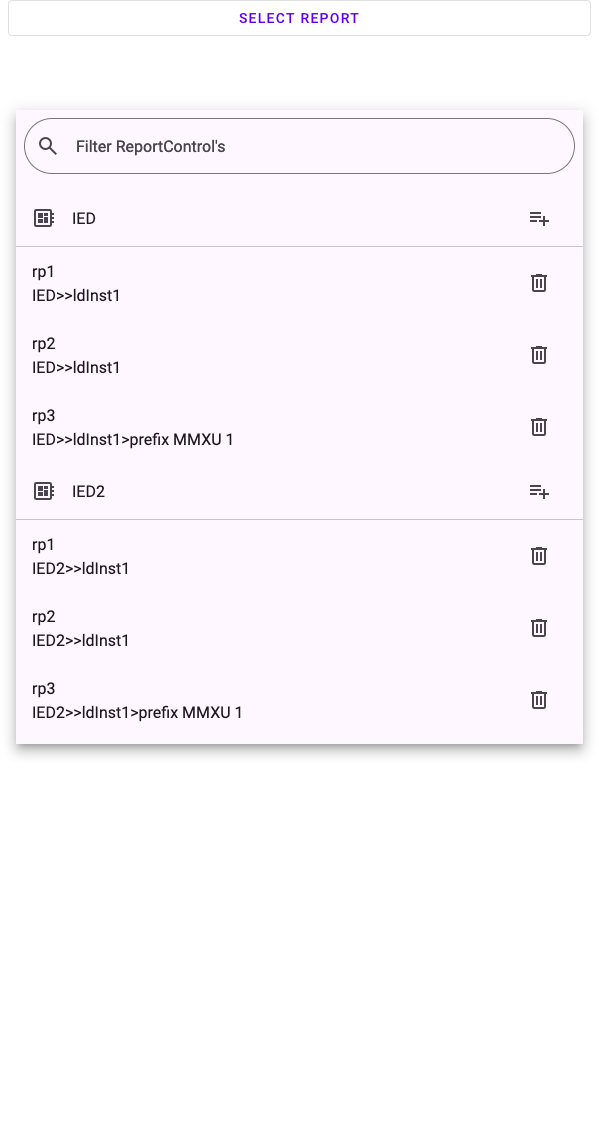 SELECT REPORT
Filter ReportControl's
IED
rp1
IED>>ldInst1
rp2
IED>>ldInst1
rp3
IED>>ldInst1>prefix MMXU 1
IED2
rp1
IED2>>ldInst1
rp2
IED2>>ldInst1
rp3
IED2>>ldInst1>prefix MMXU 1